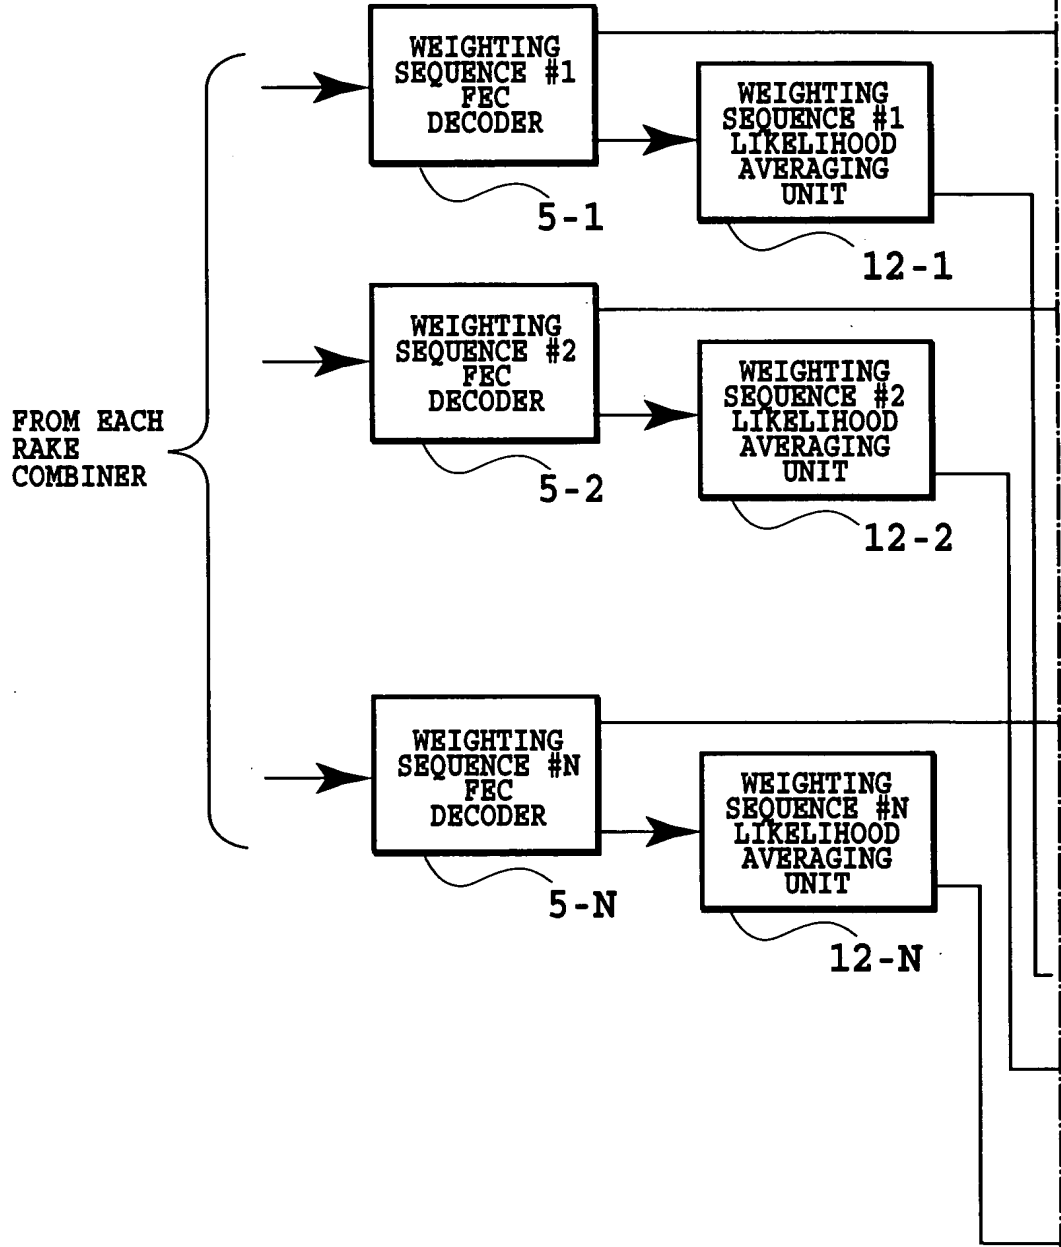 WEIGHTING
SEQUENCE #1
FEC
DECODER
5-1
WEIGHTING
SEQUENCE #1
LIKELIHOOD
AVERAGING
UNIT
12-1
FROM EACH
RAKE
COMBINER
WEIGHTING
SEQUENCE #2
FEC
DECODER
5-2
WEIGHTING
SEQUENCE #2
LIKELIHOOD
AVERAGING
UNIT
12-2
WEIGHTING
SEQUENCE #N
FEC
DECODER
5-N
WEIGHTING
SEQUENCE #N
LIKELIHOOD
AVERAGING
UNIT
12-N